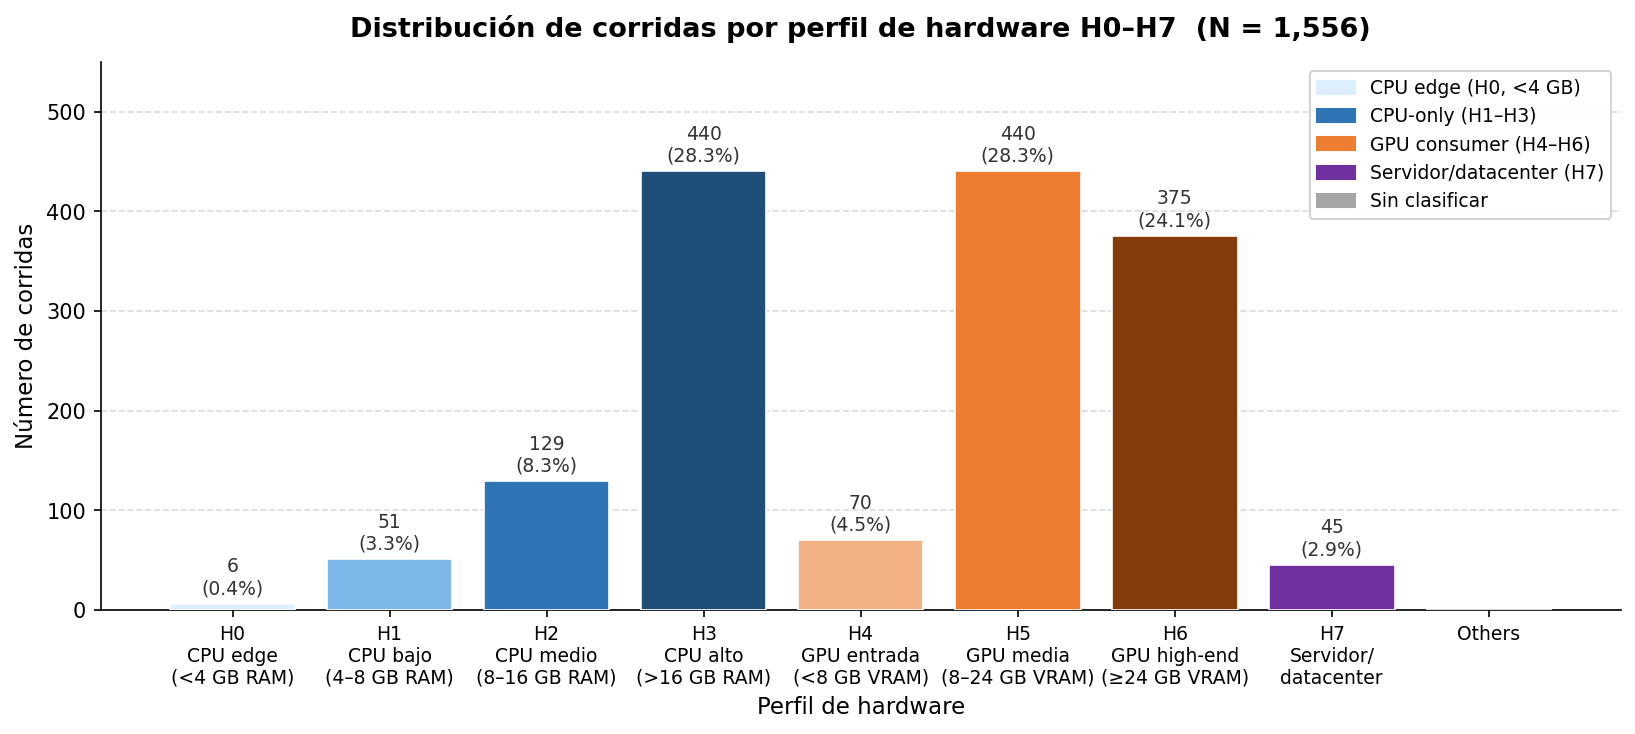 Distribución de corridas por perfil de hardware H0–H7  (N = 1,556)
CPU edge (H0, <4 GB)
CPU-only (H1–H3)
GPU consumer (H4–H6)
Servidor/datacenter (H7)
Sin clasificar
Número de corridas
500
400
300
200
100
0
6
(0.4%)
51
(3.3%)
129
(8.3%)
440
(28.3%)
70
(4.5%)
440
(28.3%)
375
(24.1%)
45
(2.9%)
H0
CPU edge
(<4 GB RAM)
H1
CPU bajo
(4–8 GB RAM)
H2
CPU medio
(8–16 GB RAM)
H3
CPU alto
(>16 GB RAM)
H4
GPU entrada
(<8 GB VRAM)
H5
GPU media
(8–24 GB VRAM)
H6
GPU high-end
(≥24 GB VRAM)
H7
Servidor/
datacenter
Others
Perfil de hardware